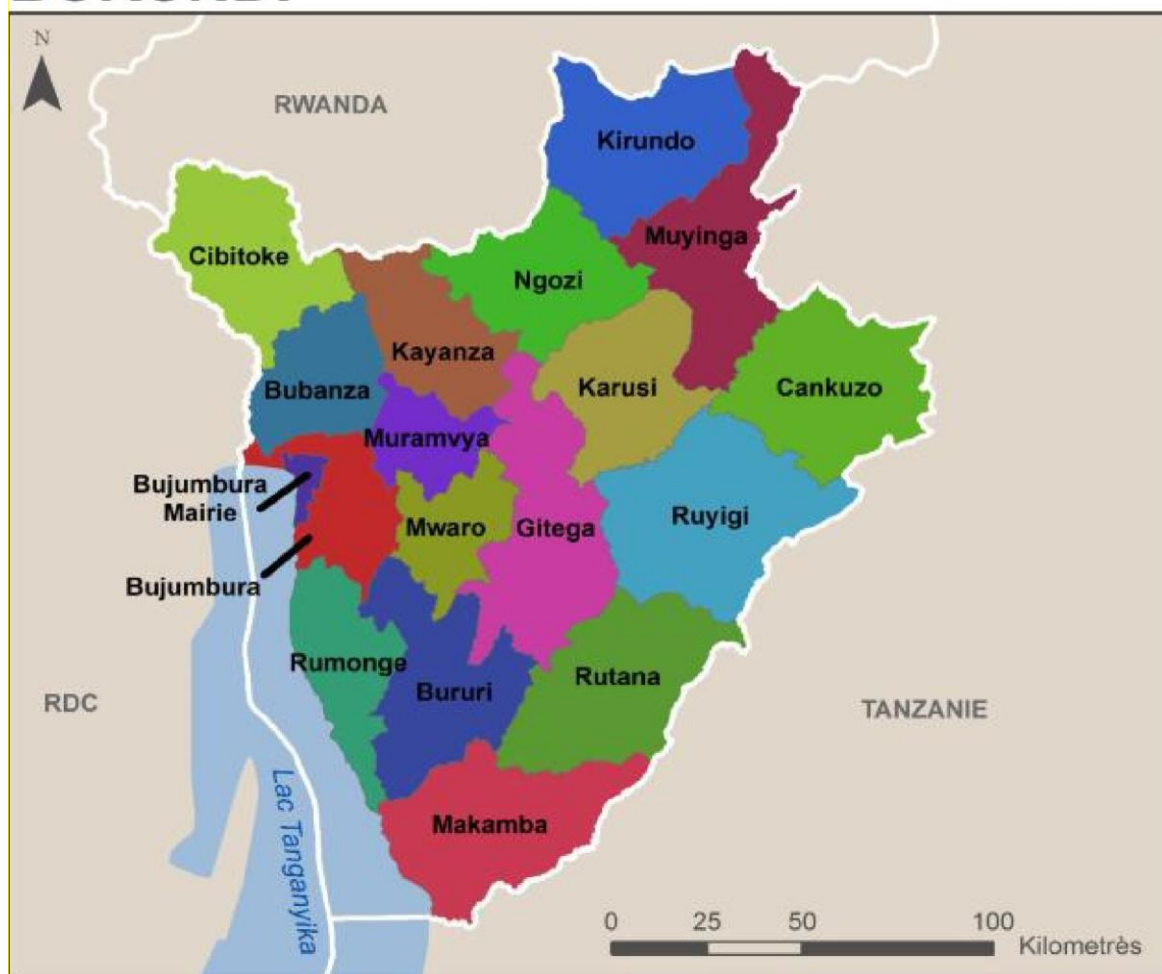 N
RWANDA
Kirundo
Muyinga
Cibitoke
Ngozi
Kayanza
Bubanza
Karusi
Cankuzo
Muramvya
Bujumbura
Mairie
Mwaro
Gitega
Ruyigi
Bujumbura
Rumonge
Bururi
Rutana
RDC
TANZANIE
Lac Tanganyika
Makamba
0 25 50 100
Kilometrès